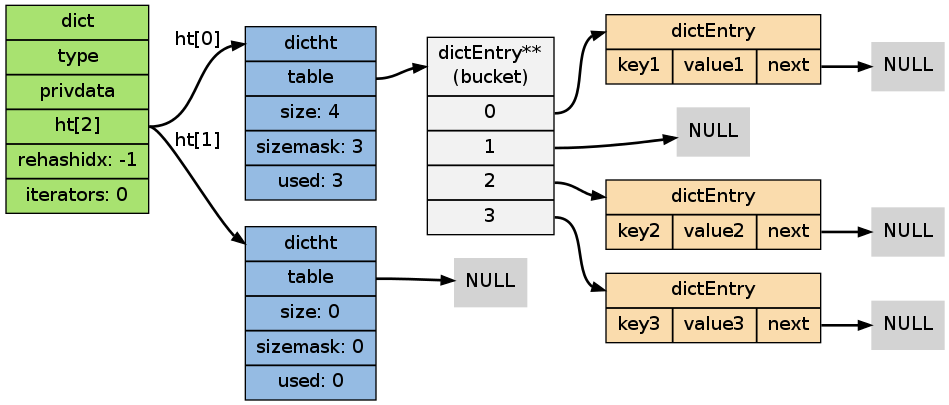 dict
type
privdata
ht[2]
rehashidx: -1
iterators: 0
ht[0]
ht[1]
dictht
table
size: 4
sizemask: 3
used: 3
dictht
table
size: 0
sizemask: 0
used: 0
dictEntry**
(bucket)
0
1
2
3
NULL
dictEntry
key1 value1 next
NULL
NULL
dictEntry
key2 value2 next
NULL
dictEntry
key3 value3 next
NULL